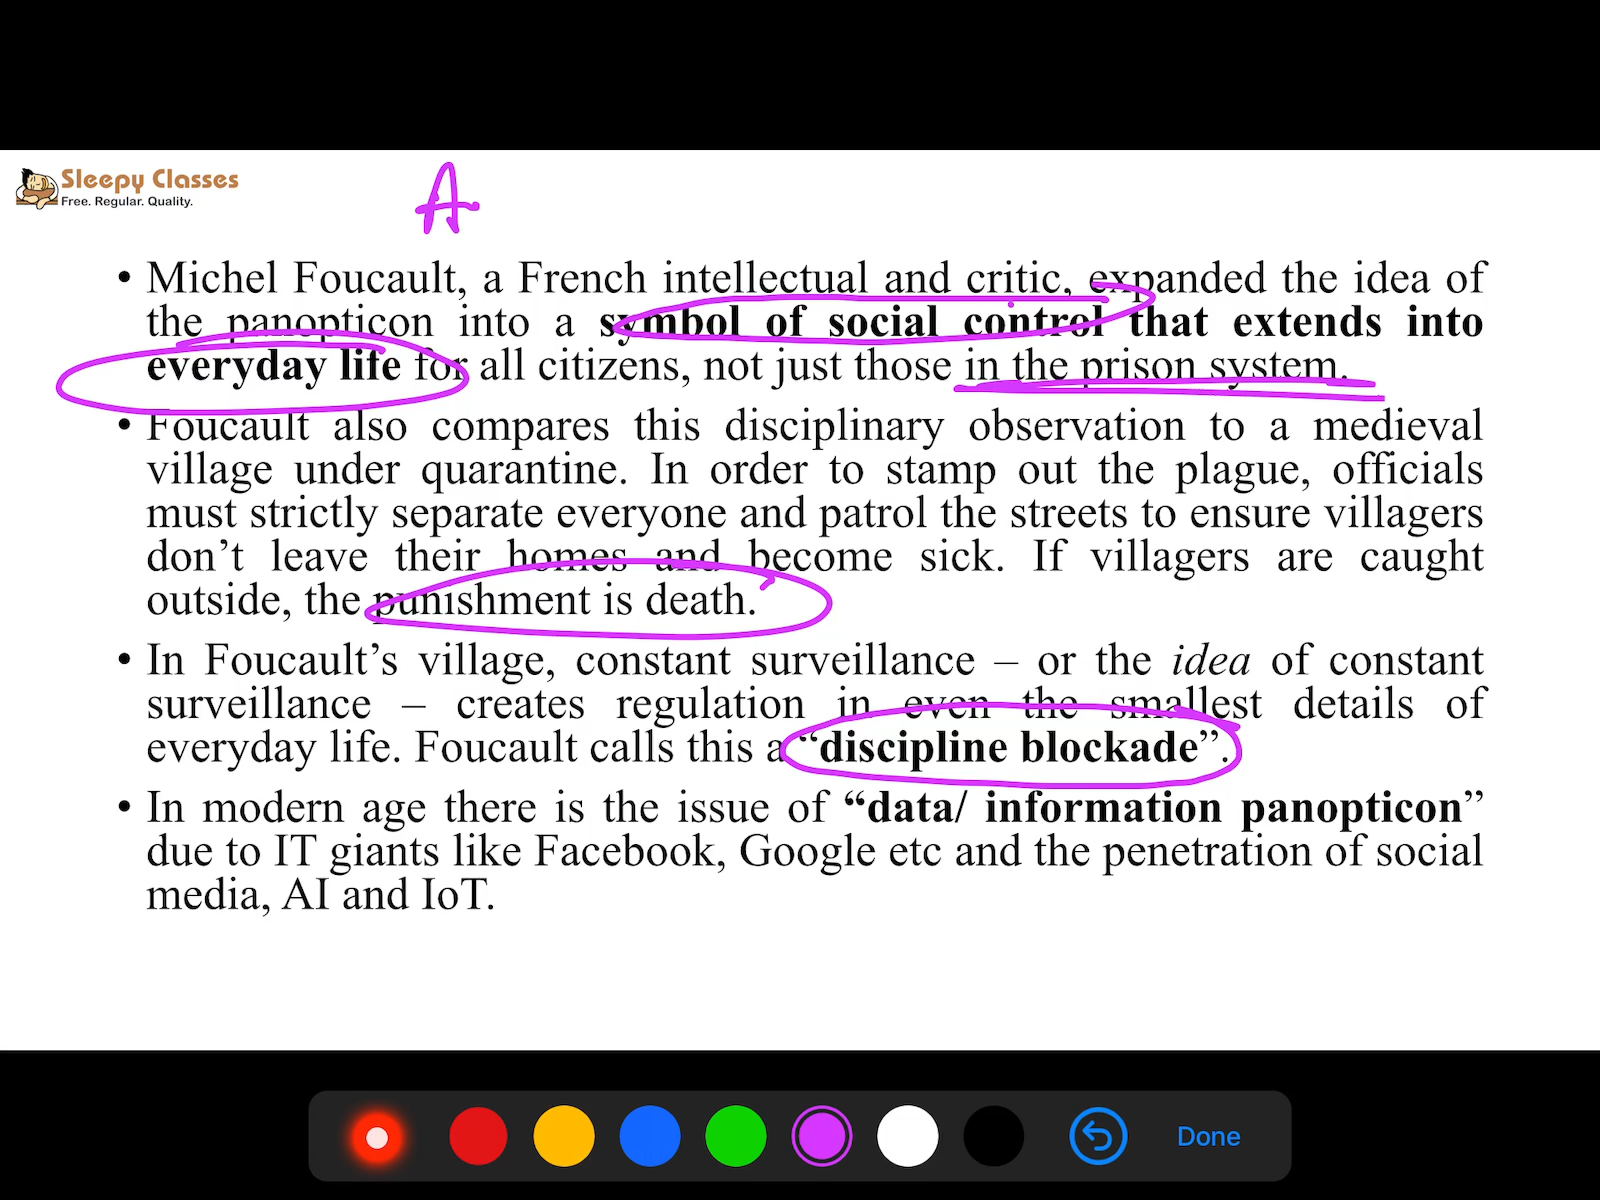 Sleepy Classes
Free. Regular. Quality.
A
• Michel Foucault, a French intellectual and critic, expanded the idea of
the panopticon into a symbol of social control that extends into
everyday life for all citizens, not just those in the prison system.
• Foucault also compares this disciplinary observation to a medieval
village under quarantine. In order to stamp out the plague, officials
must strictly separate everyone and patrol the streets to ensure villagers
don’t leave their homes and become sick. If villagers are caught
outside, the punishment is death.
• In Foucault’s village, constant surveillance – or the idea of constant
surveillance – creates regulation in even the smallest details of
everyday life. Foucault calls this a “discipline blockade”.
• In modern age there is the issue of “data/ information panopticon”
due to IT giants like Facebook, Google etc and the penetration of social
media, AI and IoT.
Done